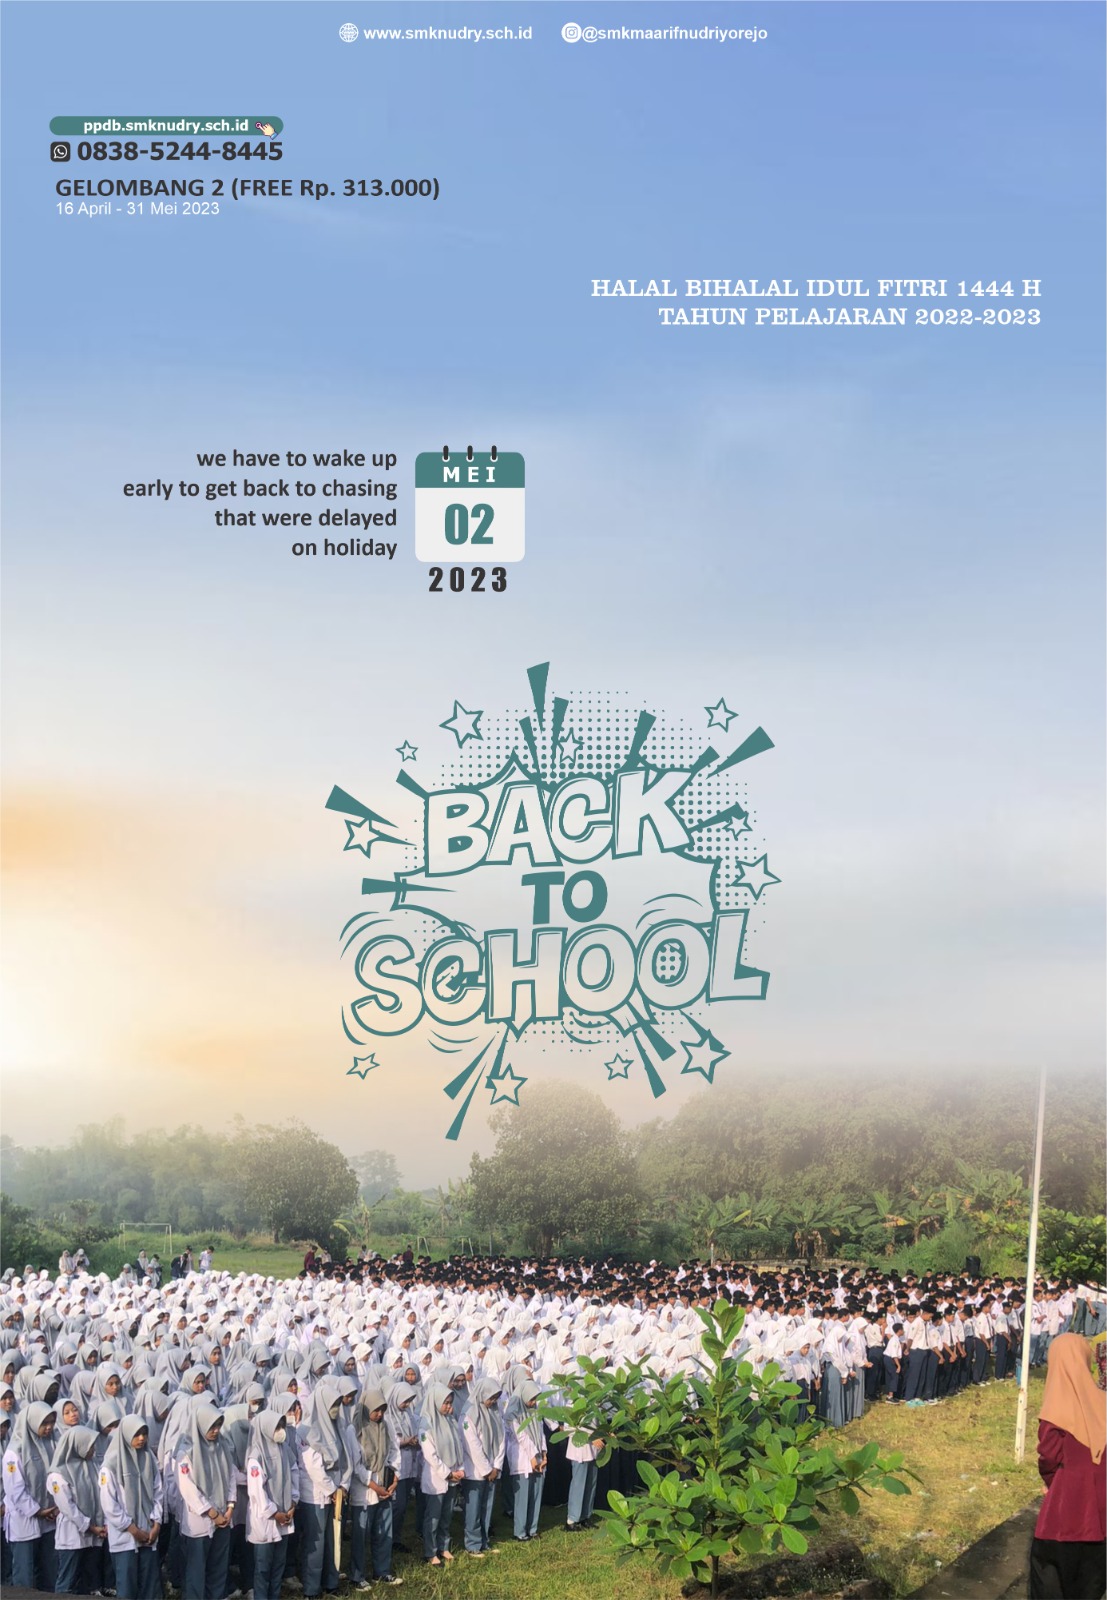 www.smknudry.sch.id
@smkmaarifnudriyorejo
ppdb.smknudry.sch.id
0838-5244-8445
GELOMBANG 2 (FREE Rp. 313.000)
16 April - 31 Mei 2023
HALAL BIHALAL IDUL FITRI 1444 H
TAHUN PELAJARAN 2022-2023
we have to wake up
early to get back to chasing
that were delayed
on holiday
MEI
02
2023
BACK
TO
SCHOOL